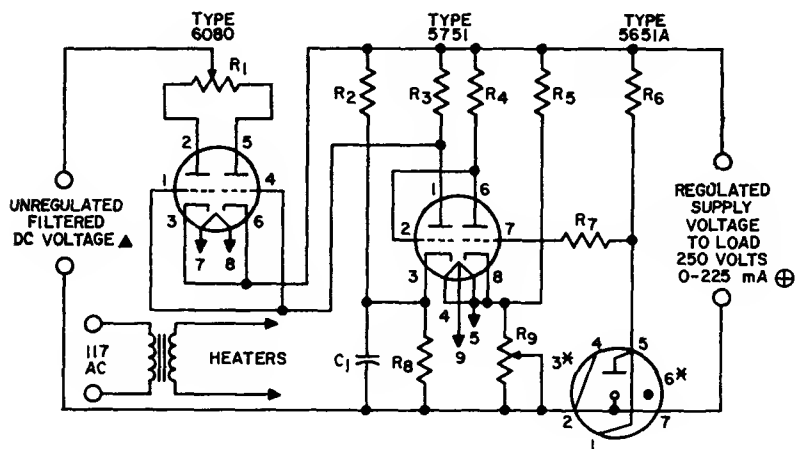 TYPE
6080
TYPE
5751
TYPE
5651A
R1
R2
R3
R4
R5
R6
2 5
1 4
3 6
7 8
1 6
2 7
3 8
4 5
9
R7
UNREGULATED
FILTERED
DC VOLTAGE ▲
REGULATED
SUPPLY
VOLTAGE
TO LOAD
250 VOLTS
0-225 mA ⊕
117
AC
HEATERS
C1
R8
R9
4 5
3* 6*
2 7
1